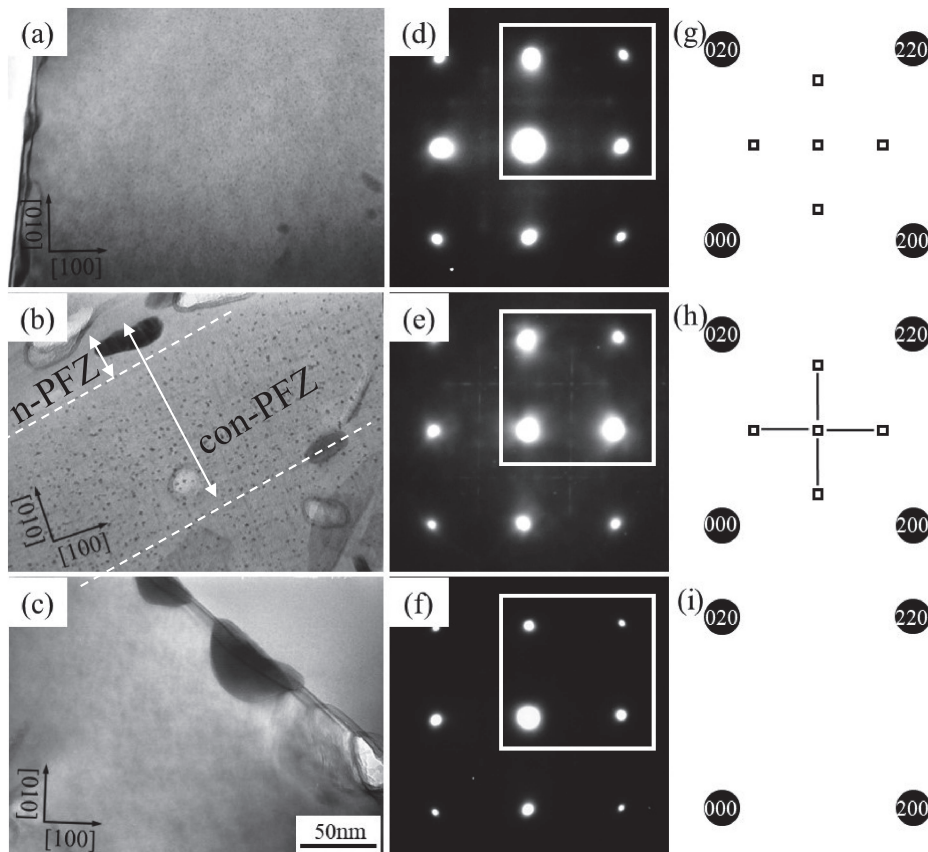 (a)
[010]
[100]
(d)
(g)
020
220
000
200
(b)
n-PFZ
con-PFZ
[010]
[100]
(e)
(h)
020
220
000
200
(c)
[010]
[100]
50nm
(f)
(i)
020
220
000
200